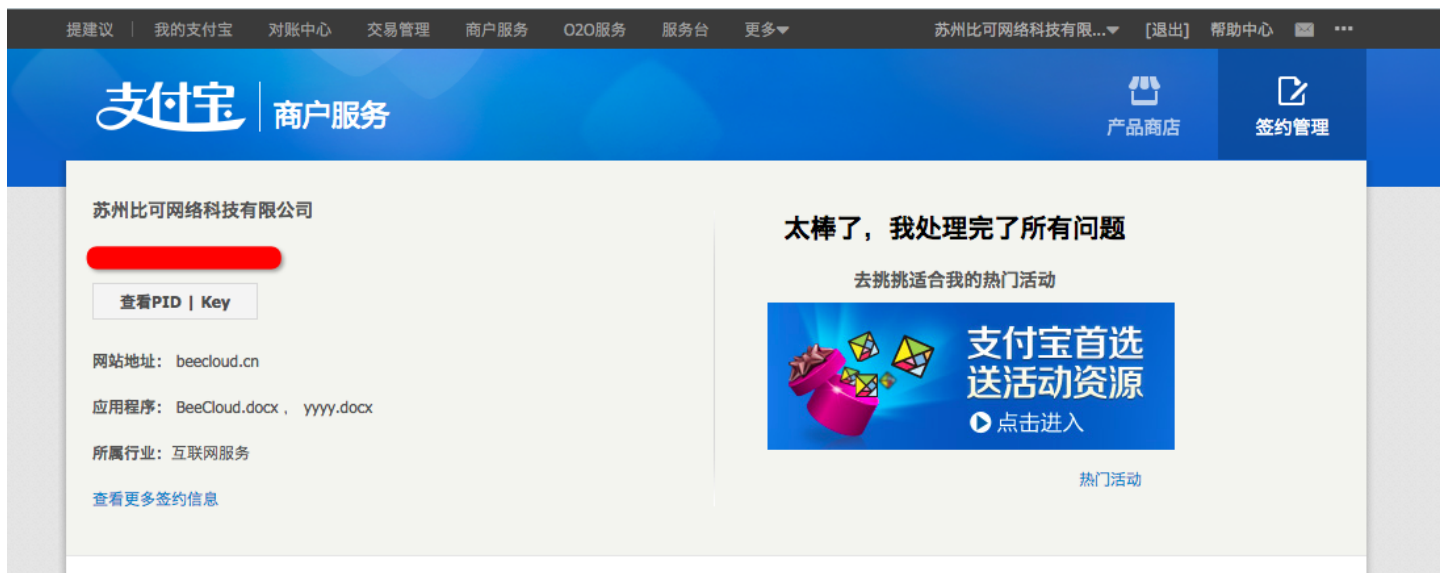 提建议 我的支付宝 对账中心 交易管理 商户服务 O2O服务 服务台 更多 苏州比可网络科技有限... [退出] 帮助中心
支付宝 商户服务
产品商店 签约管理
苏州比可网络科技有限公司
太棒了，我处理完了所有问题
去挑挑适合我的热门活动
查看PID | Key
支付宝首选
送活动资源
点击进入
网站地址： beecloud.cn
应用程序： BeeCloud.docx ， yyyy.docx
所属行业：互联网服务
热门活动
查看更多签约信息